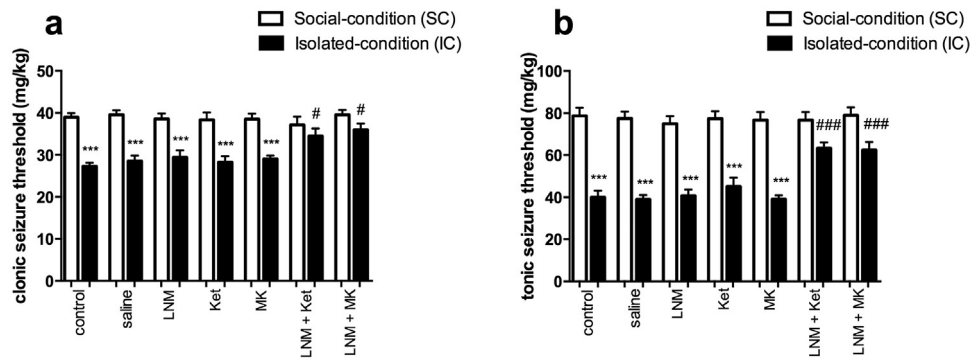 a
Social-condition (SC)
Isolated-condition (IC)
clonic seizure threshold (mg/kg)
50
40
30
20
10
0
***
***
***
***
***
#
#
control
saline
LNM
Ket
MK
LNM + Ket
LNM + MK
b
Social-condition (SC)
Isolated-condition (IC)
tonic seizure threshold (mg/kg)
100
80
60
40
20
0
***
***
***
***
***
###
###
control
saline
LNM
Ket
MK
LNM + Ket
LNM + MK